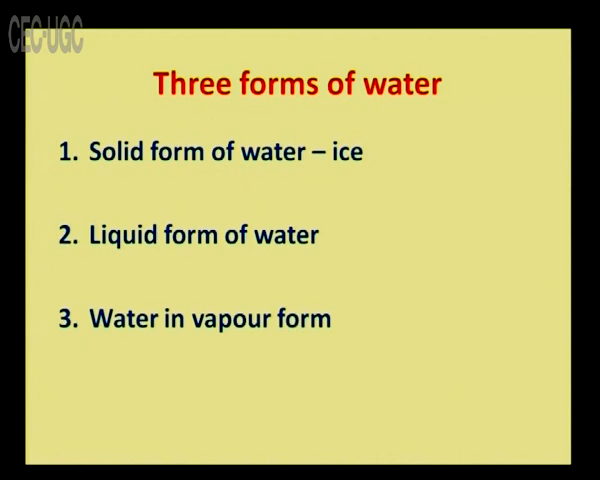 CEC-UGC
Three forms of water
1. Solid form of water – ice
2. Liquid form of water
3. Water in vapour form